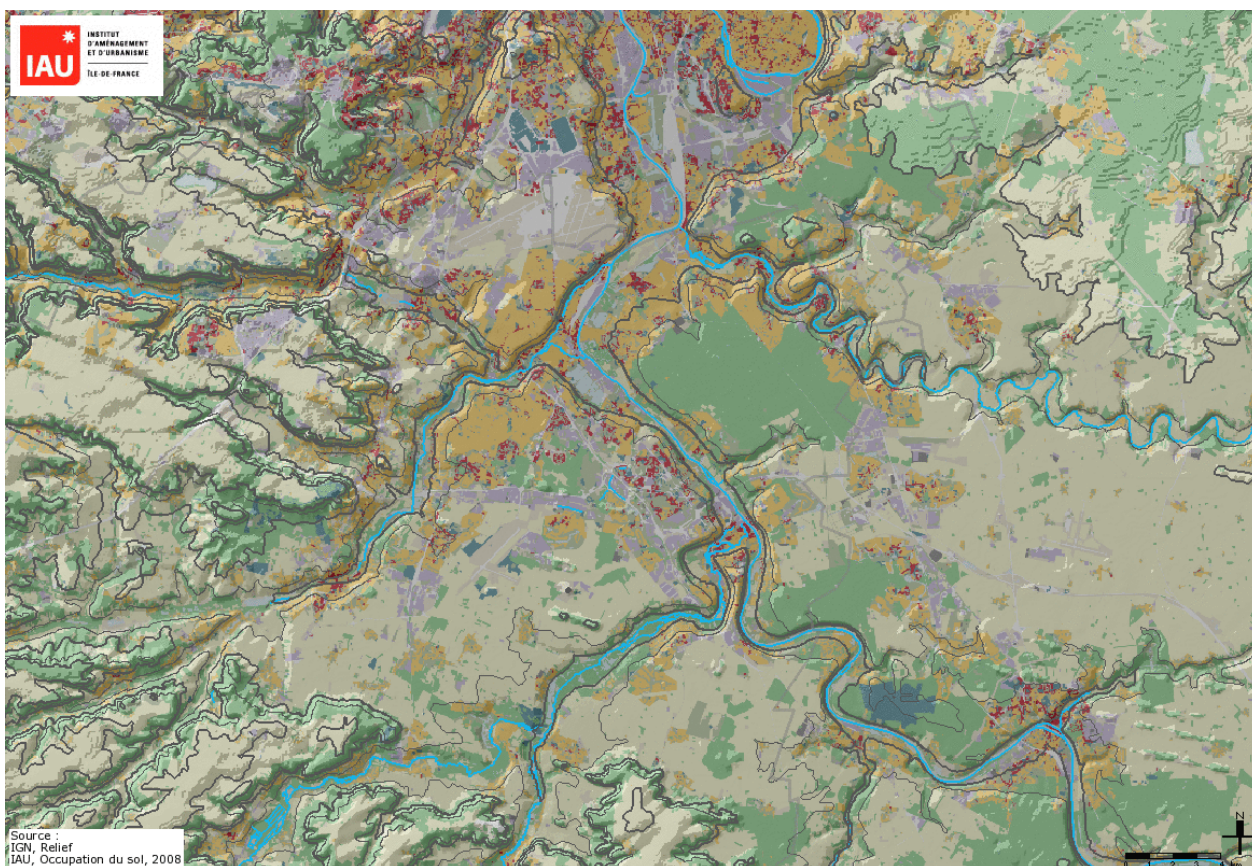 IAU
INSTITUT
D'AMÉNAGEMENT
ET D'URBANISME
ÎLE-DE-FRANCE
Source :
IGN, Relief
IAU, Occupation du sol, 2008
N